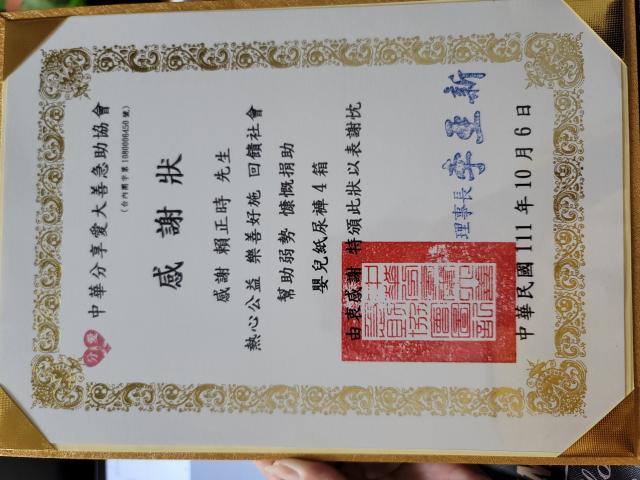 中華分享愛大善急助協會
(台內團字第1080006450號)
感謝狀
感謝 賴正時 先生
熱心公益 樂善好施 回饋社會
幫助弱勢 慷慨捐助
嬰兒紙尿褲4箱
由衷感謝 特頒此狀以表謝忱
理事長
中華民國 111 年 10 月 6 日